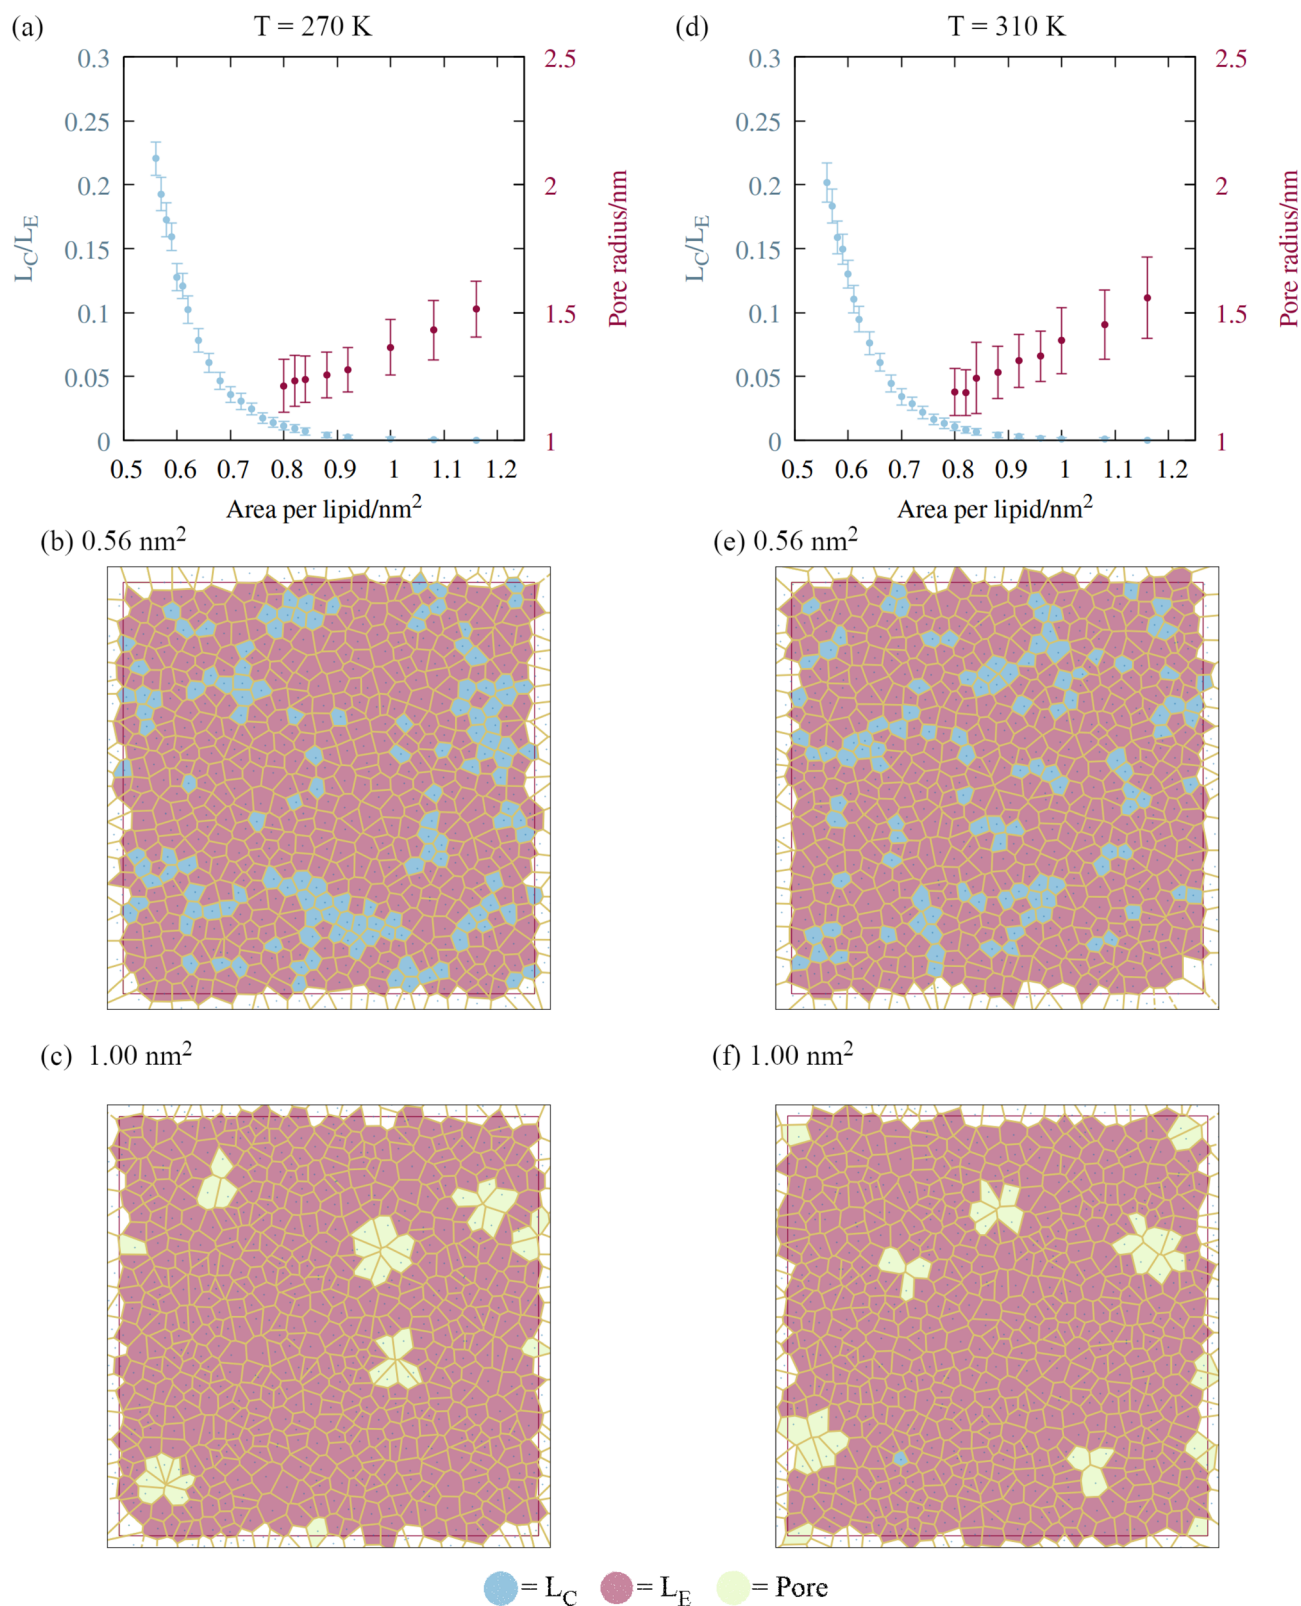 (a) T = 270 K
0.3
0.25
0.2
0.15
0.1
0.05
0
L_C/L_E
2.5
2
1.5
1
Pore radius/nm
0.5 0.6 0.7 0.8 0.9 1 1.1 1.2
Area per lipid/nm²
(d) T = 310 K
0.3
0.25
0.2
0.15
0.1
0.05
0
L_C/L_E
2.5
2
1.5
1
Pore radius/nm
0.5 0.6 0.7 0.8 0.9 1 1.1 1.2
Area per lipid/nm²
(b) 0.56 nm²
(e) 0.56 nm²
(c) 1.00 nm²
(f) 1.00 nm²
= L_C = L_E = Pore